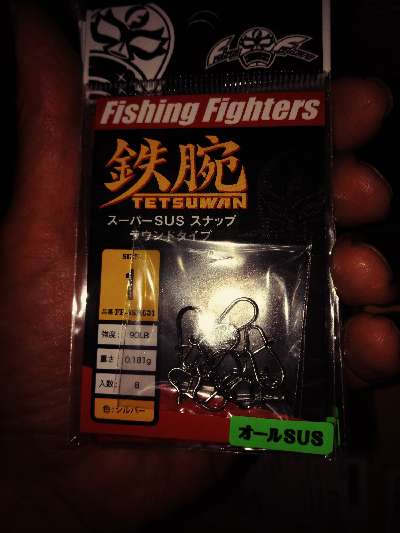 Fishing Fighters
鉄腕
TETSUWAN
スーパーSUS スナップ
ラウンドタイプ
SIZE
1
強度: 90LB
重さ: 0.181g
入数: 8
色: シルバー
オールSUS